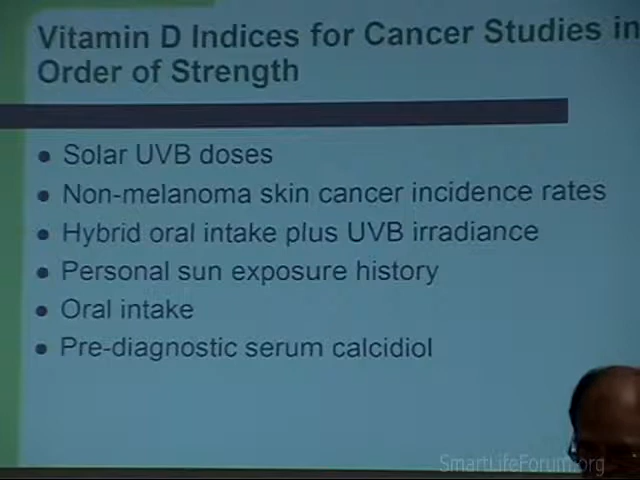 Vitamin D Indices for Cancer Studies in
Order of Strength
Solar UVB doses
Non-melanoma skin cancer incidence rates
Hybrid oral intake plus UVB irradiance
Personal sun exposure history
Oral intake
Pre-diagnostic serum calcidiol
SmartLifeForum.org